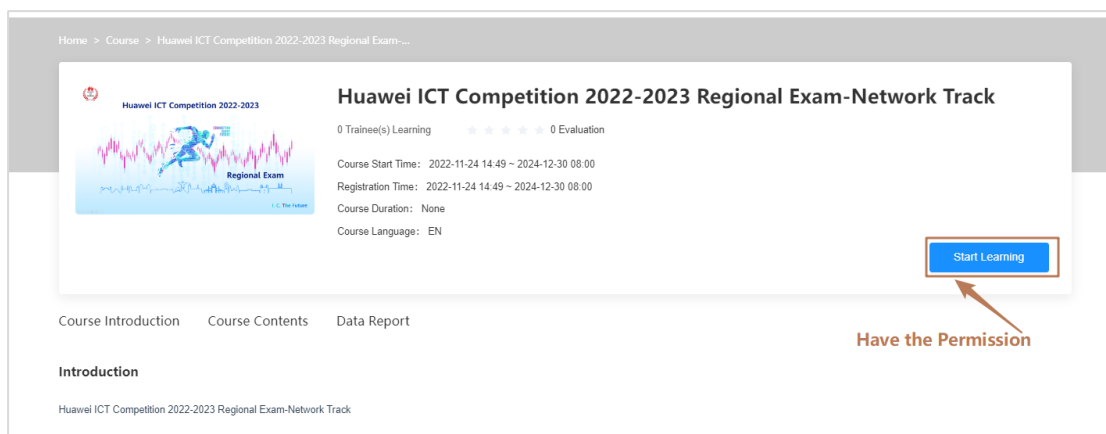 Home > Course > Huawei ICT Competition 2022-2023 Regional Exam-...
Huawei ICT Competition 2022-2023
Regional Exam
I. C. The Future
Huawei ICT Competition 2022-2023 Regional Exam-Network Track
0 Trainee(s) Learning 0 Evaluation
Course Start Time: 2022-11-24 14:49 ~ 2024-12-30 08:00
Registration Time: 2022-11-24 14:49 ~ 2024-12-30 08:00
Course Duration: None
Course Language: EN
Start Learning
Have the Permission
Course Introduction Course Contents Data Report
Introduction
Huawei ICT Competition 2022-2023 Regional Exam-Network Track